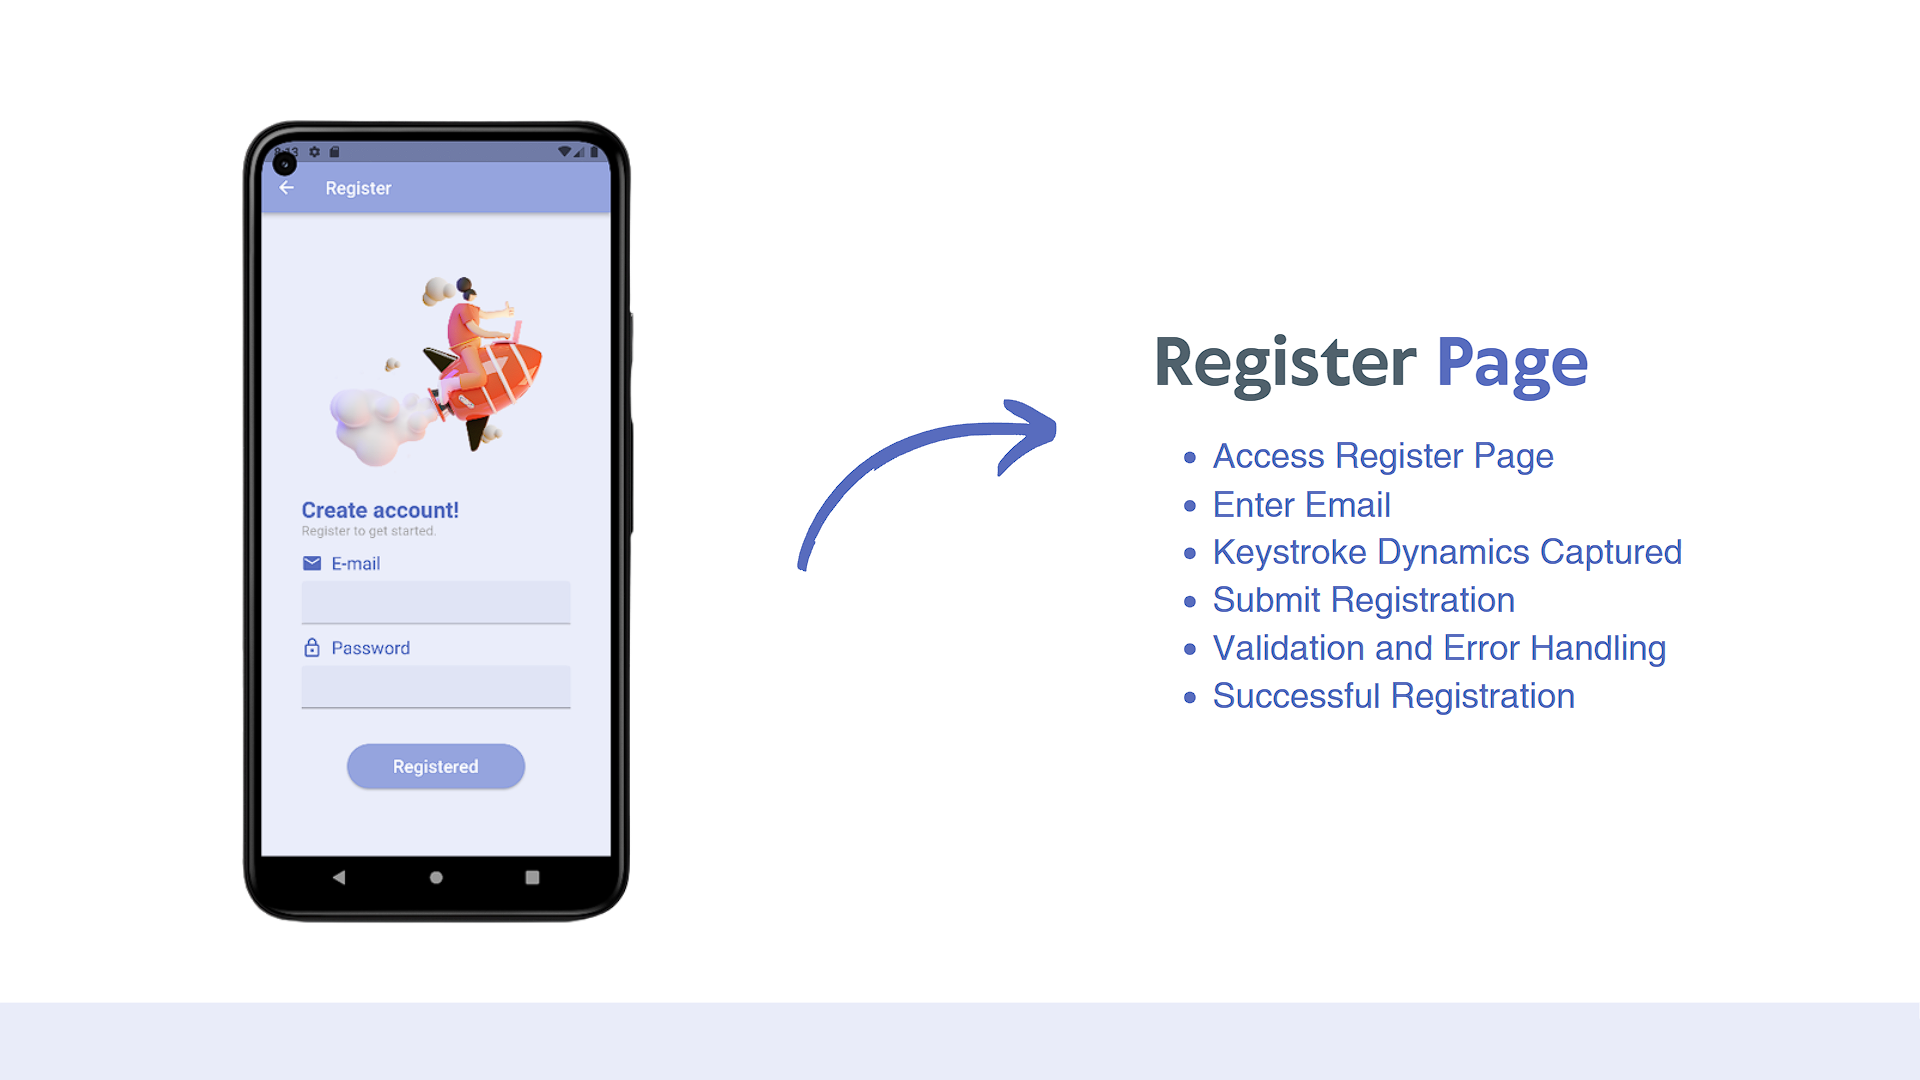 Register
Create account!
Register to get started.
E-mail
Password
Registered
Register Page
• Access Register Page
• Enter Email
• Keystroke Dynamics Captured
• Submit Registration
• Validation and Error Handling
• Successful Registration